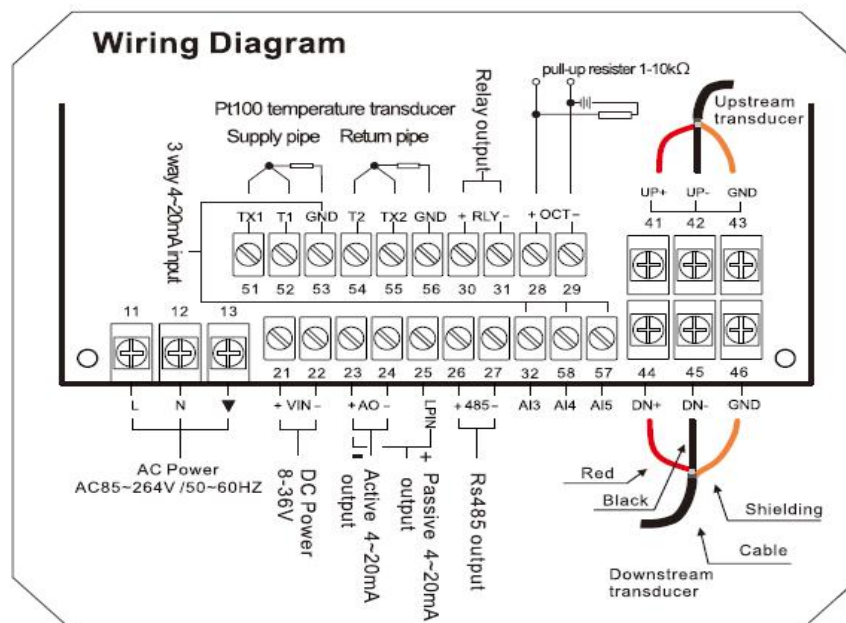 Wiring Diagram
pull-up resister 1-10kΩ
Relay output
Upstream
transducer
Pt100 temperature transducer
Supply pipe Return pipe
3 way 4~20mA input
UP+ UP- GND
41 42 43
TX1 T1 GND T2 TX2 GND + RLY - + OCT -
51 52 53 54 55 56 30 31 28 29
11 12 13
21 22 23 24 25 26 27 32 58 57
44 45 46
L N ▼
+ VIN - + AO - LPIN + 485 - AI3 AI4 AI5
DN+ DN- GND
- +
AC Power
AC85~264V /50~60HZ
DC Power
8-36V
Active 4~20mA
output
Passive 4~20mA
output
Rs485 output
Red
Black
Shielding
Cable
Downstream
transducer